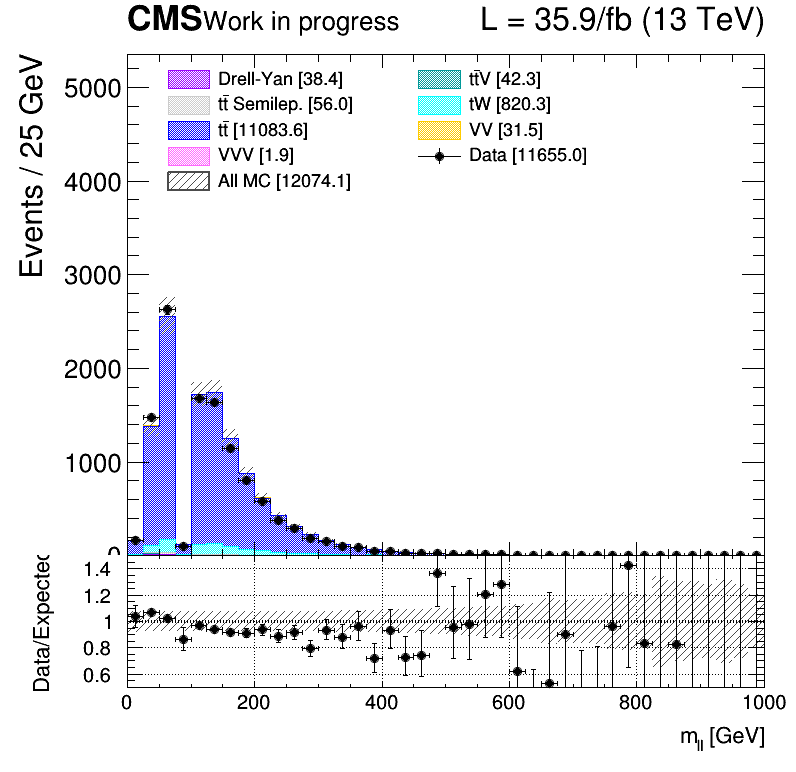 CMS Work in progress L = 35.9/fb (13 TeV)
Events / 25 GeV
5000
4000
3000
2000
1000
0
Drell-Yan [38.4]
tt̄ Semilep. [56.0]
tt̄ [11083.6]
VVV [1.9]
All MC [12074.1]
tt̄V [42.3]
tW [820.3]
VV [31.5]
Data [11655.0]
Data/Expected
1.4
1.2
1
0.8
0.6
0 200 400 600 800 1000
m_ll [GeV]